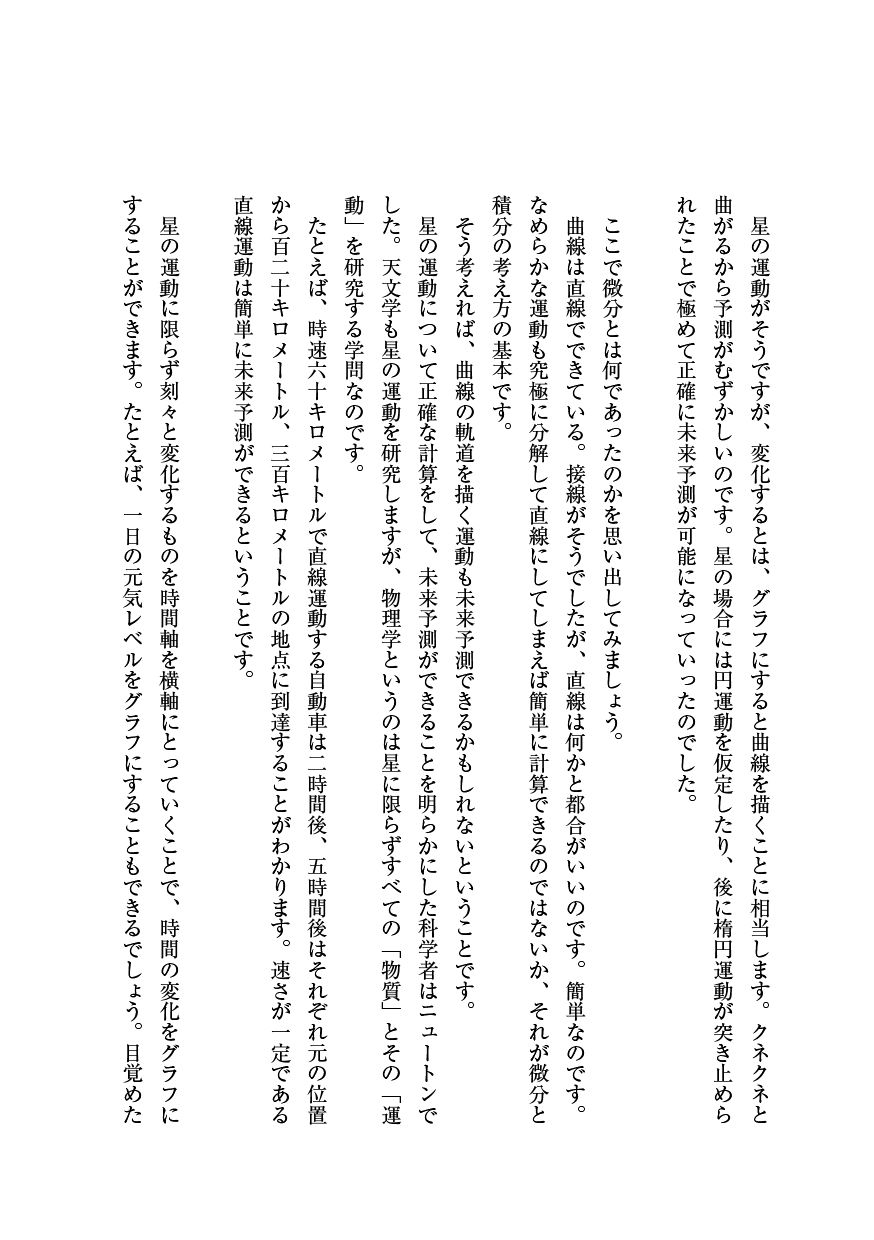 星の運動がそうですが、変化するとは、グラフにすると曲線を描くことに相当します。クネクネと
曲がるから予測がむずかしいのです。星の場合には円運動を仮定したり、後に楕円運動が突き止めら
れたことで極めて正確に未来予測が可能になっていったのでした。
ここで微分とは何であったのかを思い出してみましょう。
曲線は直線でできている。接線がそうでしたが、直線は何かと都合がいいのです。簡単なのです。
なめらかな運動も究極に分解して直線にしてしまえば簡単に計算できるのではないか、それが微分と
積分の考え方の基本です。
そう考えれば、曲線の軌道を描く運動も未来予測できるかもしれないということです。
星の運動について正確な計算をして、未来予測ができることを明らかにした科学者はニュートンで
した。天文学も星の運動を研究しますが、物理学というのは星に限らずすべての「物質」とその「運
動」を研究する学問なのです。
たとえば、時速六十キロメートルで直線運動する自動車は二時間後、五時間後はそれぞれ元の位置
から百二十キロメートル、三百キロメートルの地点に到達することがわかります。速さが一定である
直線運動は簡単に未来予測ができるということです。
星の運動に限らず刻々と変化するものを時間軸を横軸にとっていくことで、時間の変化をグラフに
することができます。たとえば、一日の元気レベルをグラフにすることもできるでしょう。目覚めた